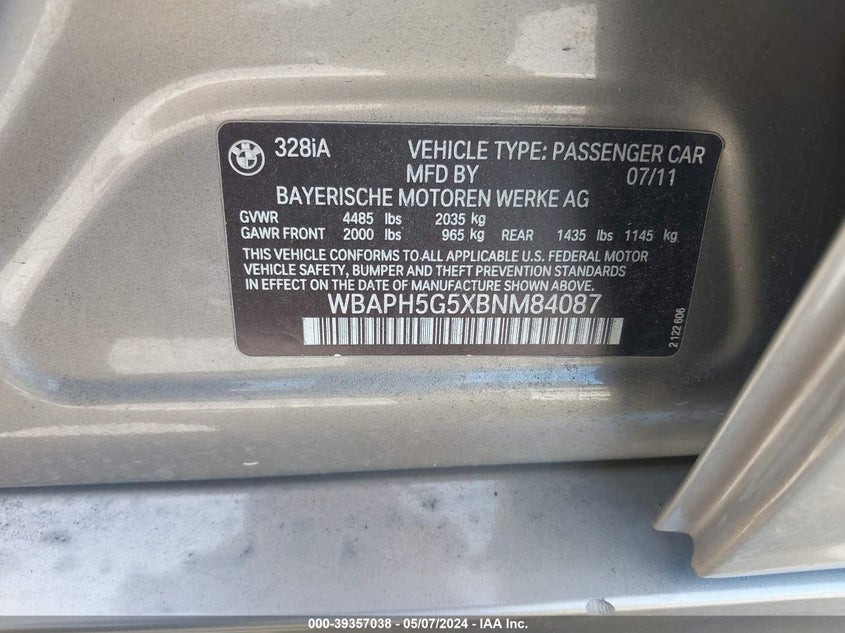 328iA VEHICLE TYPE: PASSENGER CAR
MFD BY 07/11
BAYERISCHE MOTOREN WERKE AG
GVWR 4485 lbs 2035 kg
GAWR FRONT 2000 lbs 965 kg REAR 1435 lbs 1145 kg
THIS VEHICLE CONFORMS TO ALL APPLICABLE U.S. FEDERAL MOTOR
VEHICLE SAFETY, BUMPER AND THEFT PREVENTION STANDARDS
IN EFFECT ON THE DATE OF MANUFACTURE SHOWN ABOVE.
WBAPH5G5XBNM84087
2 122 606
000-39357038 - 05/07/2024 - IAA Inc.